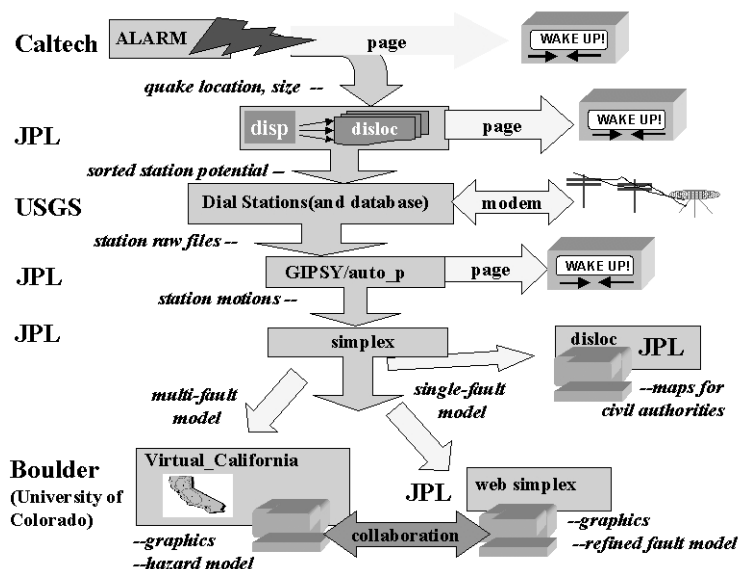 Caltech
ALARM
page
WAKE UP!
quake location, size --
JPL
disp
disloc
page
WAKE UP!
sorted station potential --
USGS
Dial Stations(and database)
modem
station raw files --
JPL
GIPSY/auto_p
page
WAKE UP!
station motions --
JPL
simplex
disloc
JPL
--maps for
civil authorities
multi-fault
model
single-fault
model
Boulder
(University of
Colorado)
Virtual_California
JPL
web simplex
collaboration
--graphics
--hazard model
--graphics
--refined fault model